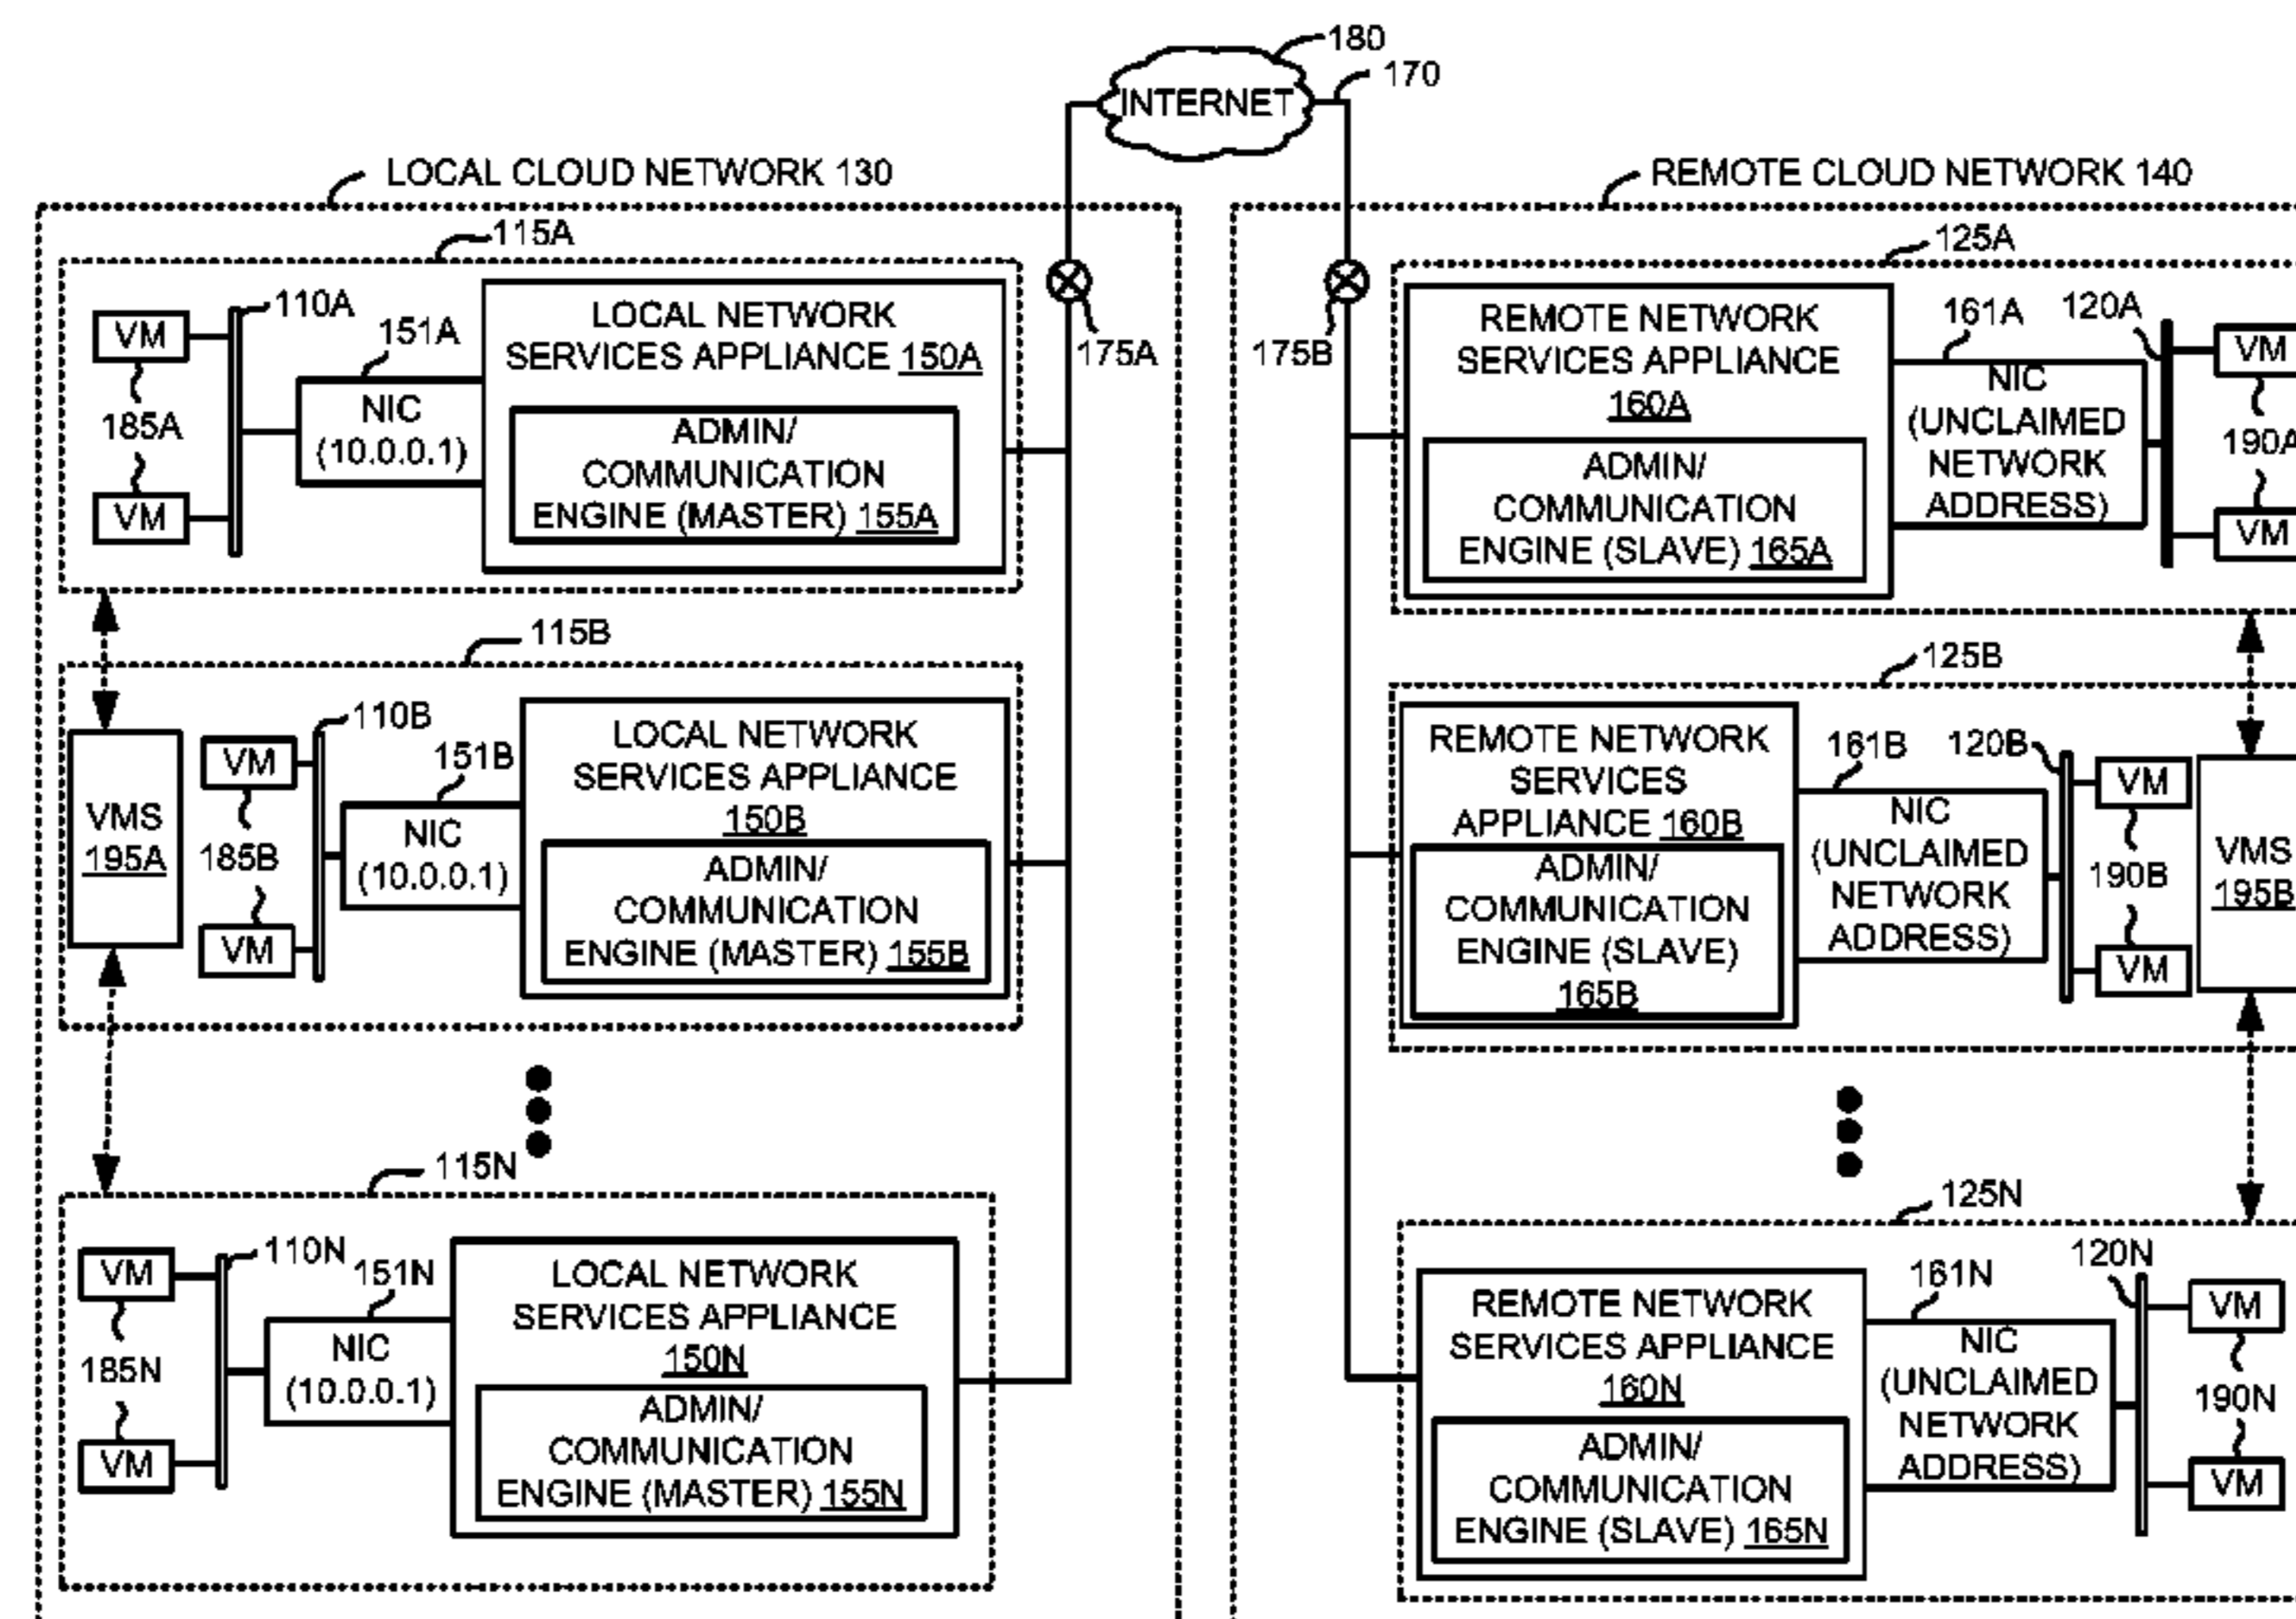 180
170
INTERNET
LOCAL CLOUD NETWORK 130
115A
110A
151A
VM
185A
VM
NIC
(10.0.0.1)
LOCAL NETWORK
SERVICES APPLIANCE 150A
ADMIN/
COMMUNICATION
ENGINE (MASTER) 155A
175A
115B
110B
151B
VMS
195A
VM
185B
VM
NIC
(10.0.0.1)
LOCAL NETWORK
SERVICES APPLIANCE
150B
ADMIN/
COMMUNICATION
ENGINE (MASTER) 155B
115N
110N
151N
VM
185N
VM
NIC
(10.0.0.1)
LOCAL NETWORK
SERVICES APPLIANCE
150N
ADMIN/
COMMUNICATION
ENGINE (MASTER) 155N
REMOTE CLOUD NETWORK 140
125A
175B
REMOTE NETWORK
SERVICES APPLIANCE
160A
ADMIN/
COMMUNICATION
ENGINE (SLAVE) 165A
161A
NIC
(UNCLAIMED
NETWORK
ADDRESS)
120A
VM
190A
VM
125B
REMOTE NETWORK
SERVICES
APPLIANCE 160B
ADMIN/
COMMUNICATION
ENGINE (SLAVE)
165B
161B
NIC
(UNCLAIMED
NETWORK
ADDRESS)
120B
VM
190B
VM
VMS
195B
125N
REMOTE NETWORK
SERVICES APPLIANCE
160N
ADMIN/
COMMUNICATION
ENGINE (SLAVE) 165N
161N
NIC
(UNCLAIMED
NETWORK
ADDRESS)
120N
VM
190N
VM